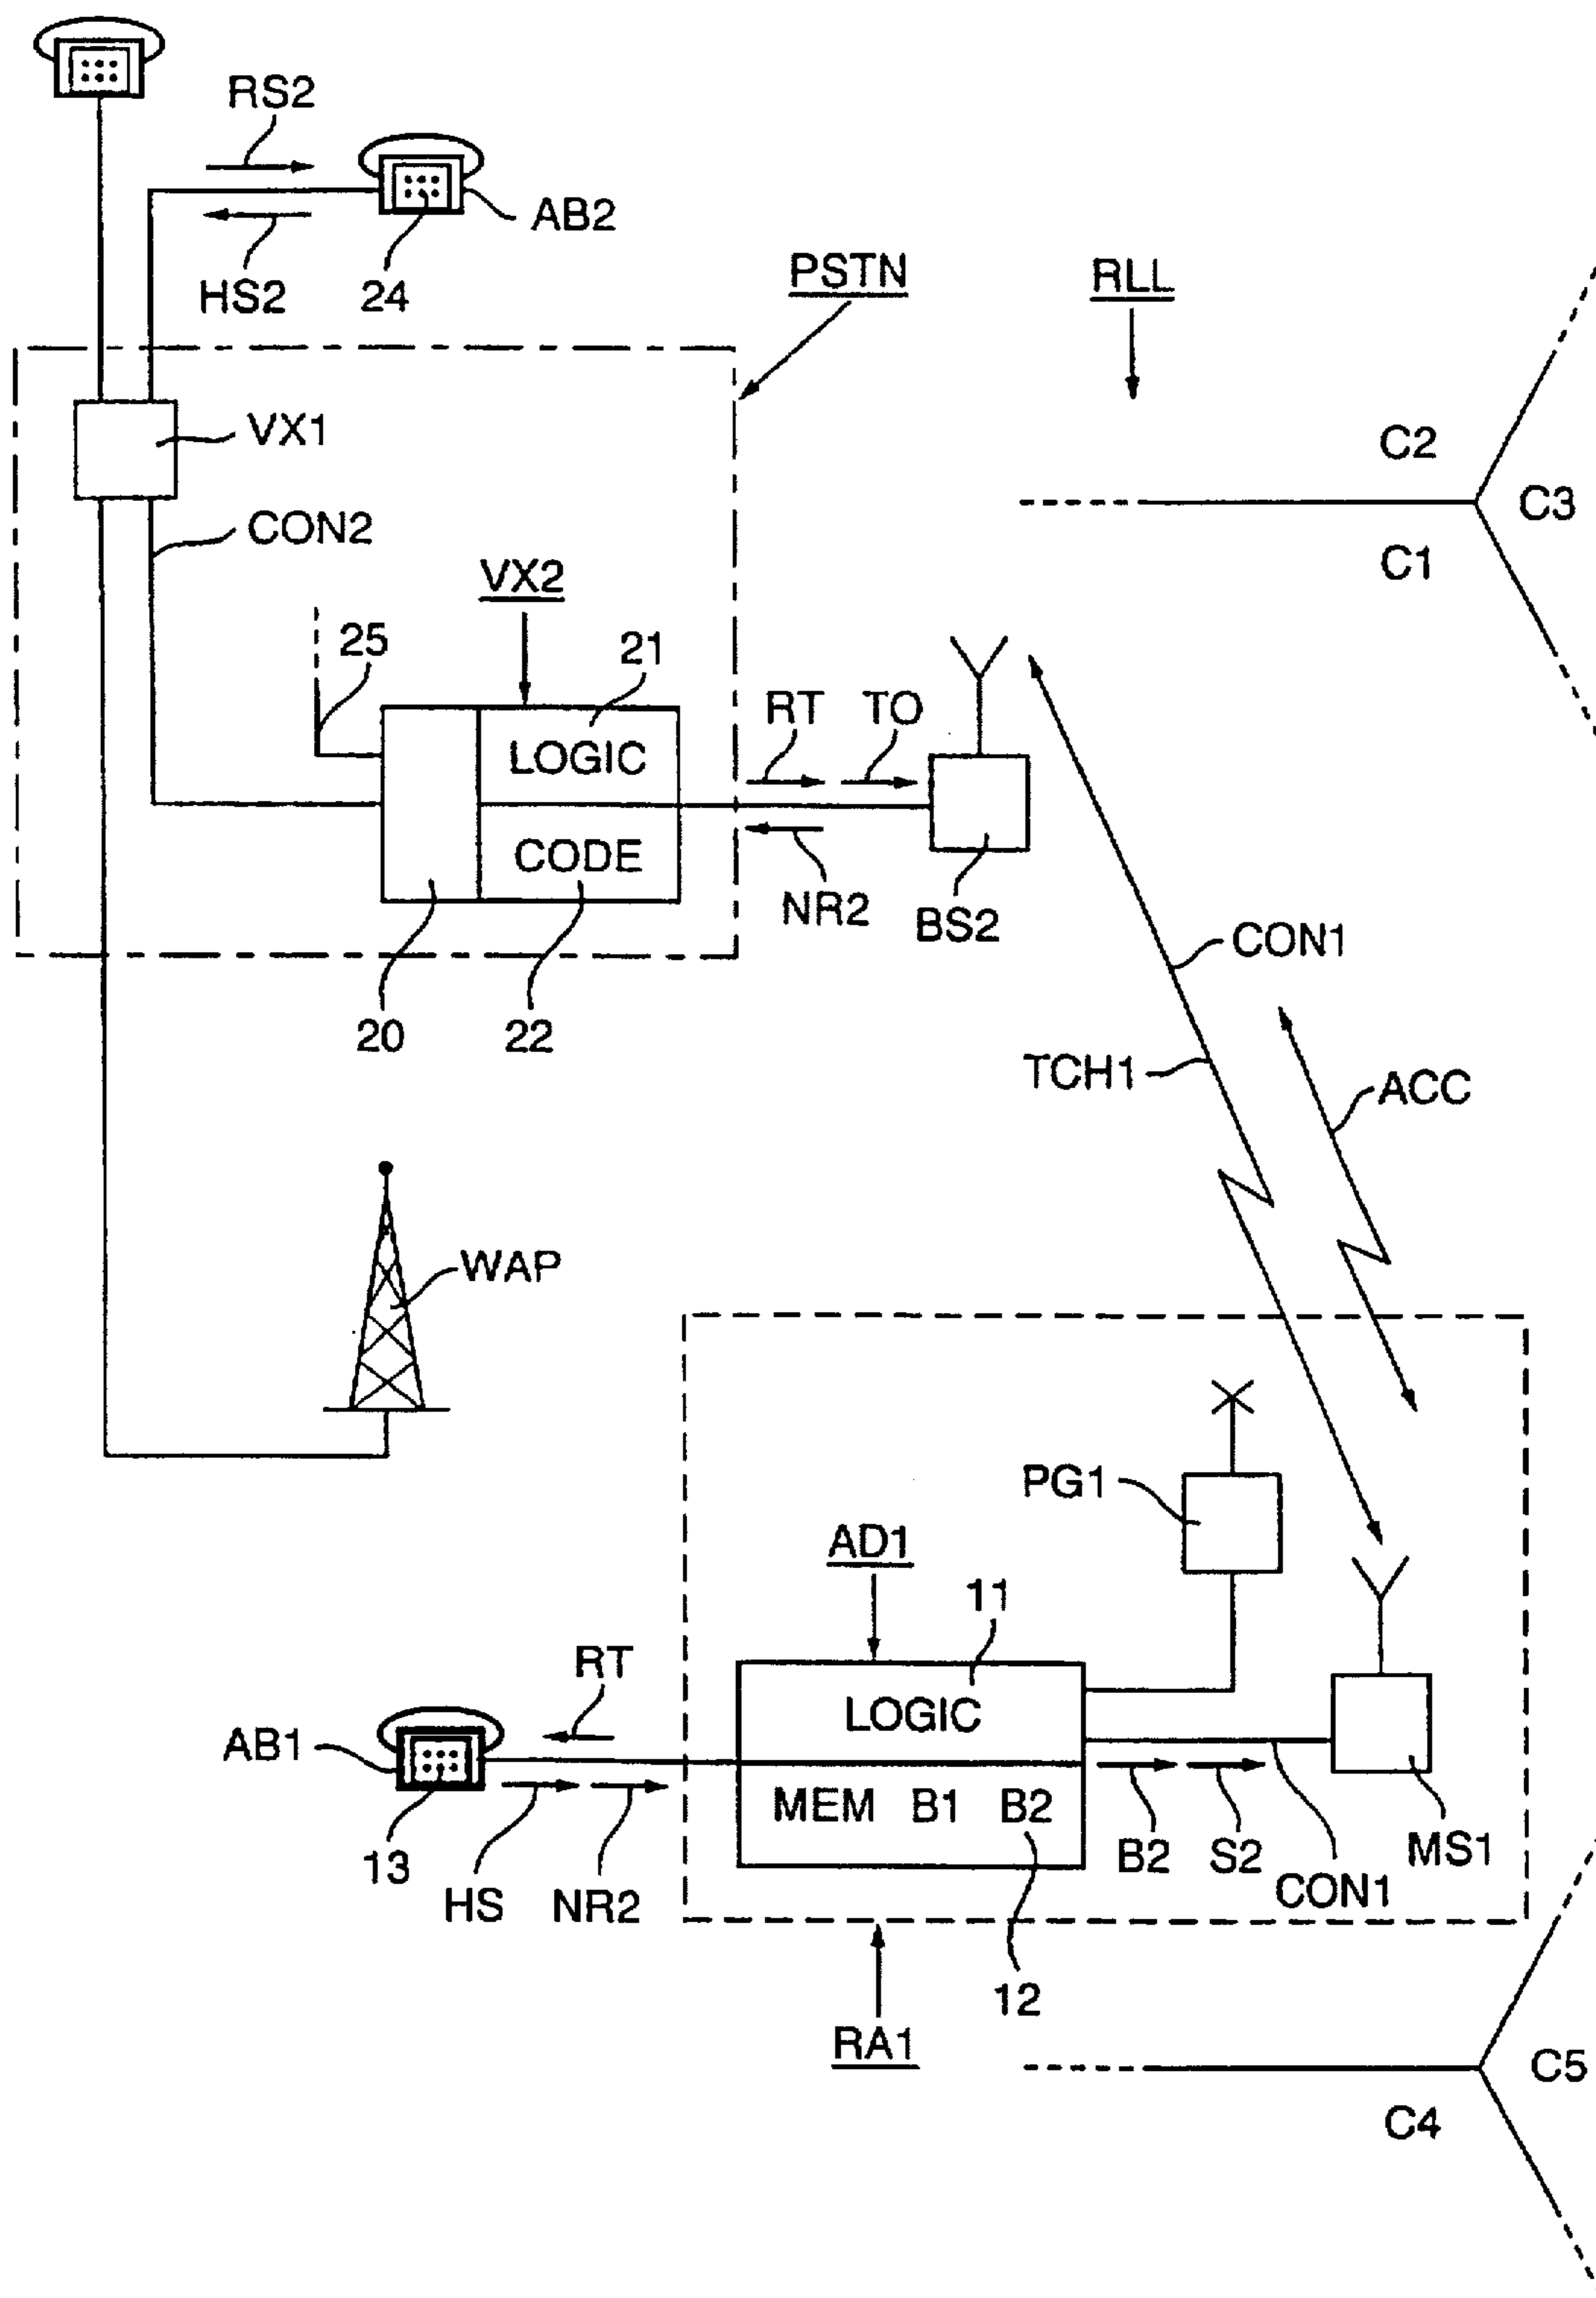 RS2
AB2
HS2
24
PSTN
RLL
VX1
C2
C3
CON2
C1
VX2
25
21
RT
TO
LOGIC
CODE
NR2
BS2
CON1
20
22
TCH1
ACC
WAP
PG1
AD1
11
RT
LOGIC
AB1
MEM B1 B2
13
B2
S2
MS1
HS
NR2
CON1
12
RA1
C5
C4